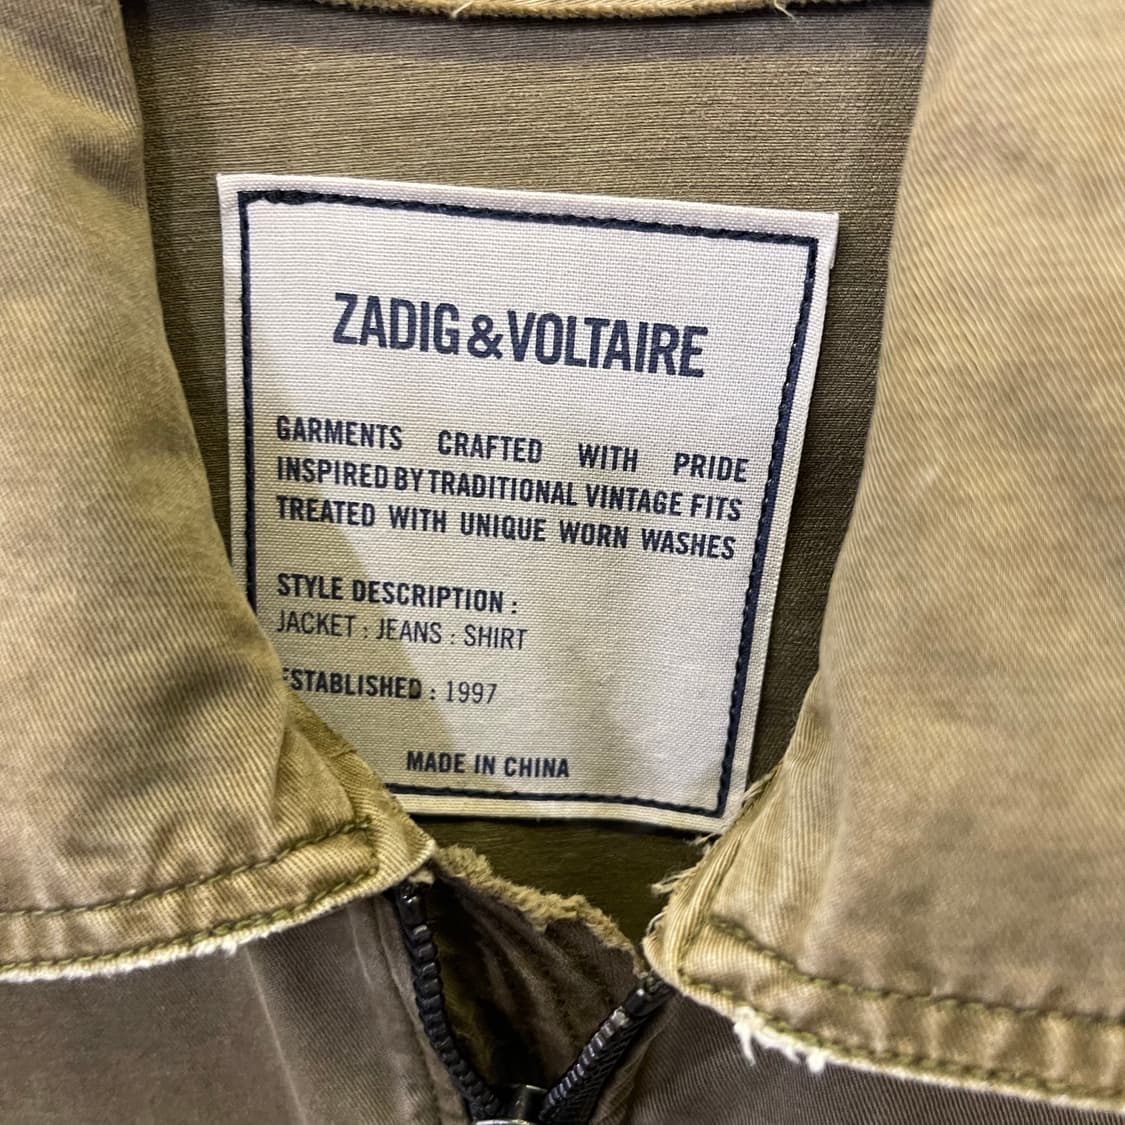 ZADIG&VOLTAIRE
GARMENTS CRAFTED WITH PRIDE
INSPIRED BY TRADITIONAL VINTAGE FITS
TREATED WITH UNIQUE WORN WASHES
STYLE DESCRIPTION :
JACKET : JEANS : SHIRT
ESTABLISHED : 1997
MADE IN CHINA